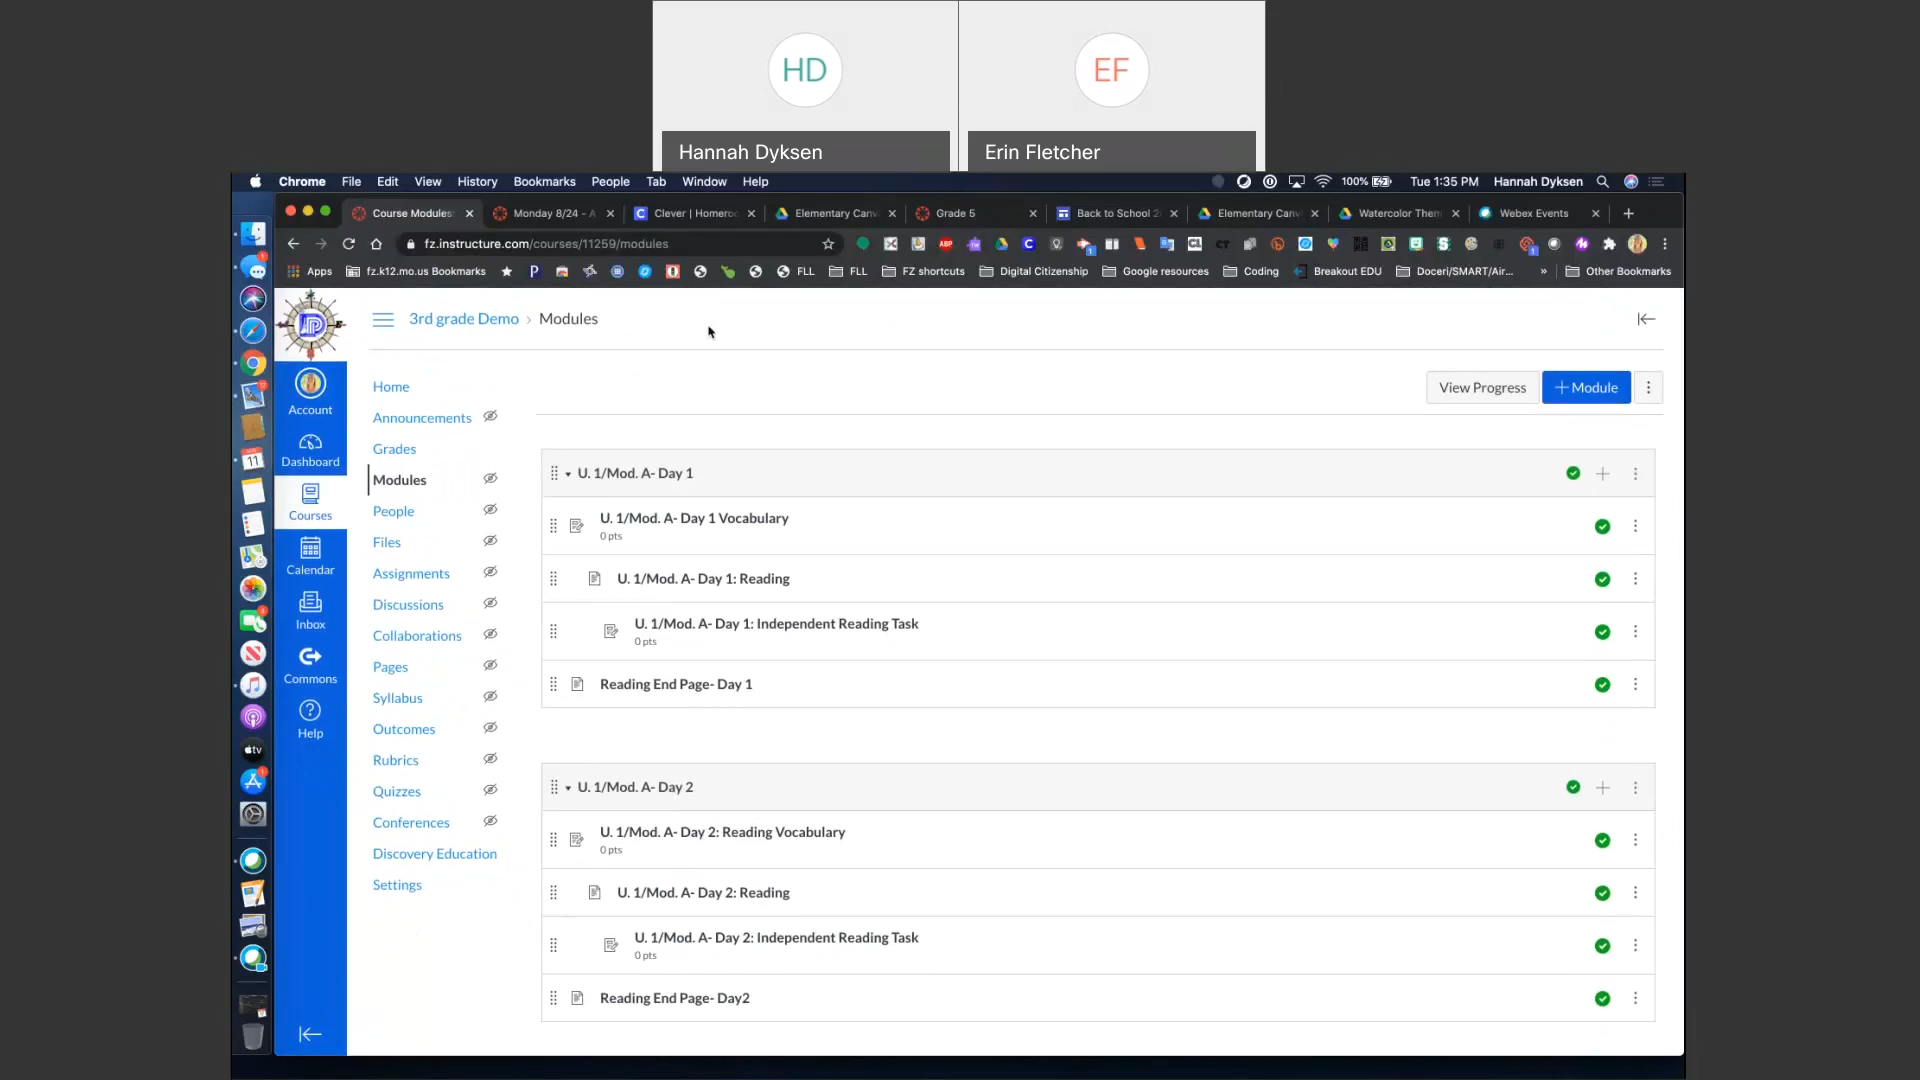 HD
EF
Hannah Dyksen
Erin Fletcher
Chrome File Edit View History Bookmarks People Tab Window Help
100% Tue 1:35 PM Hannah Dyksen
Course Modules:
Monday 8/24 - A
Clever | Homeroo
Elementary Canv
Grade 5
Back to School 2
Elementary Canv
Watercolor Them
Webex Events
fz.instructure.com/courses/11259/modules
Apps fz.k12.mo.us Bookmarks FLL FLL FZ shortcuts Digital Citizenship Google resources Coding Breakout EDU Doceri/SMART/Air... » Other Bookmarks
3rd grade Demo › Modules
Account
Dashboard
Courses
Calendar
Inbox
Commons
Help
Home
Announcements
Grades
Modules
People
Files
Assignments
Discussions
Collaborations
Pages
Syllabus
Outcomes
Rubrics
Quizzes
Conferences
Discovery Education
Settings
View Progress
+ Module
U. 1/Mod. A- Day 1
U. 1/Mod. A- Day 1 Vocabulary
0 pts
U. 1/Mod. A- Day 1: Reading
U. 1/Mod. A- Day 1: Independent Reading Task
0 pts
Reading End Page- Day 1
U. 1/Mod. A- Day 2
U. 1/Mod. A- Day 2: Reading Vocabulary
0 pts
U. 1/Mod. A- Day 2: Reading
U. 1/Mod. A- Day 2: Independent Reading Task
0 pts
Reading End Page- Day2